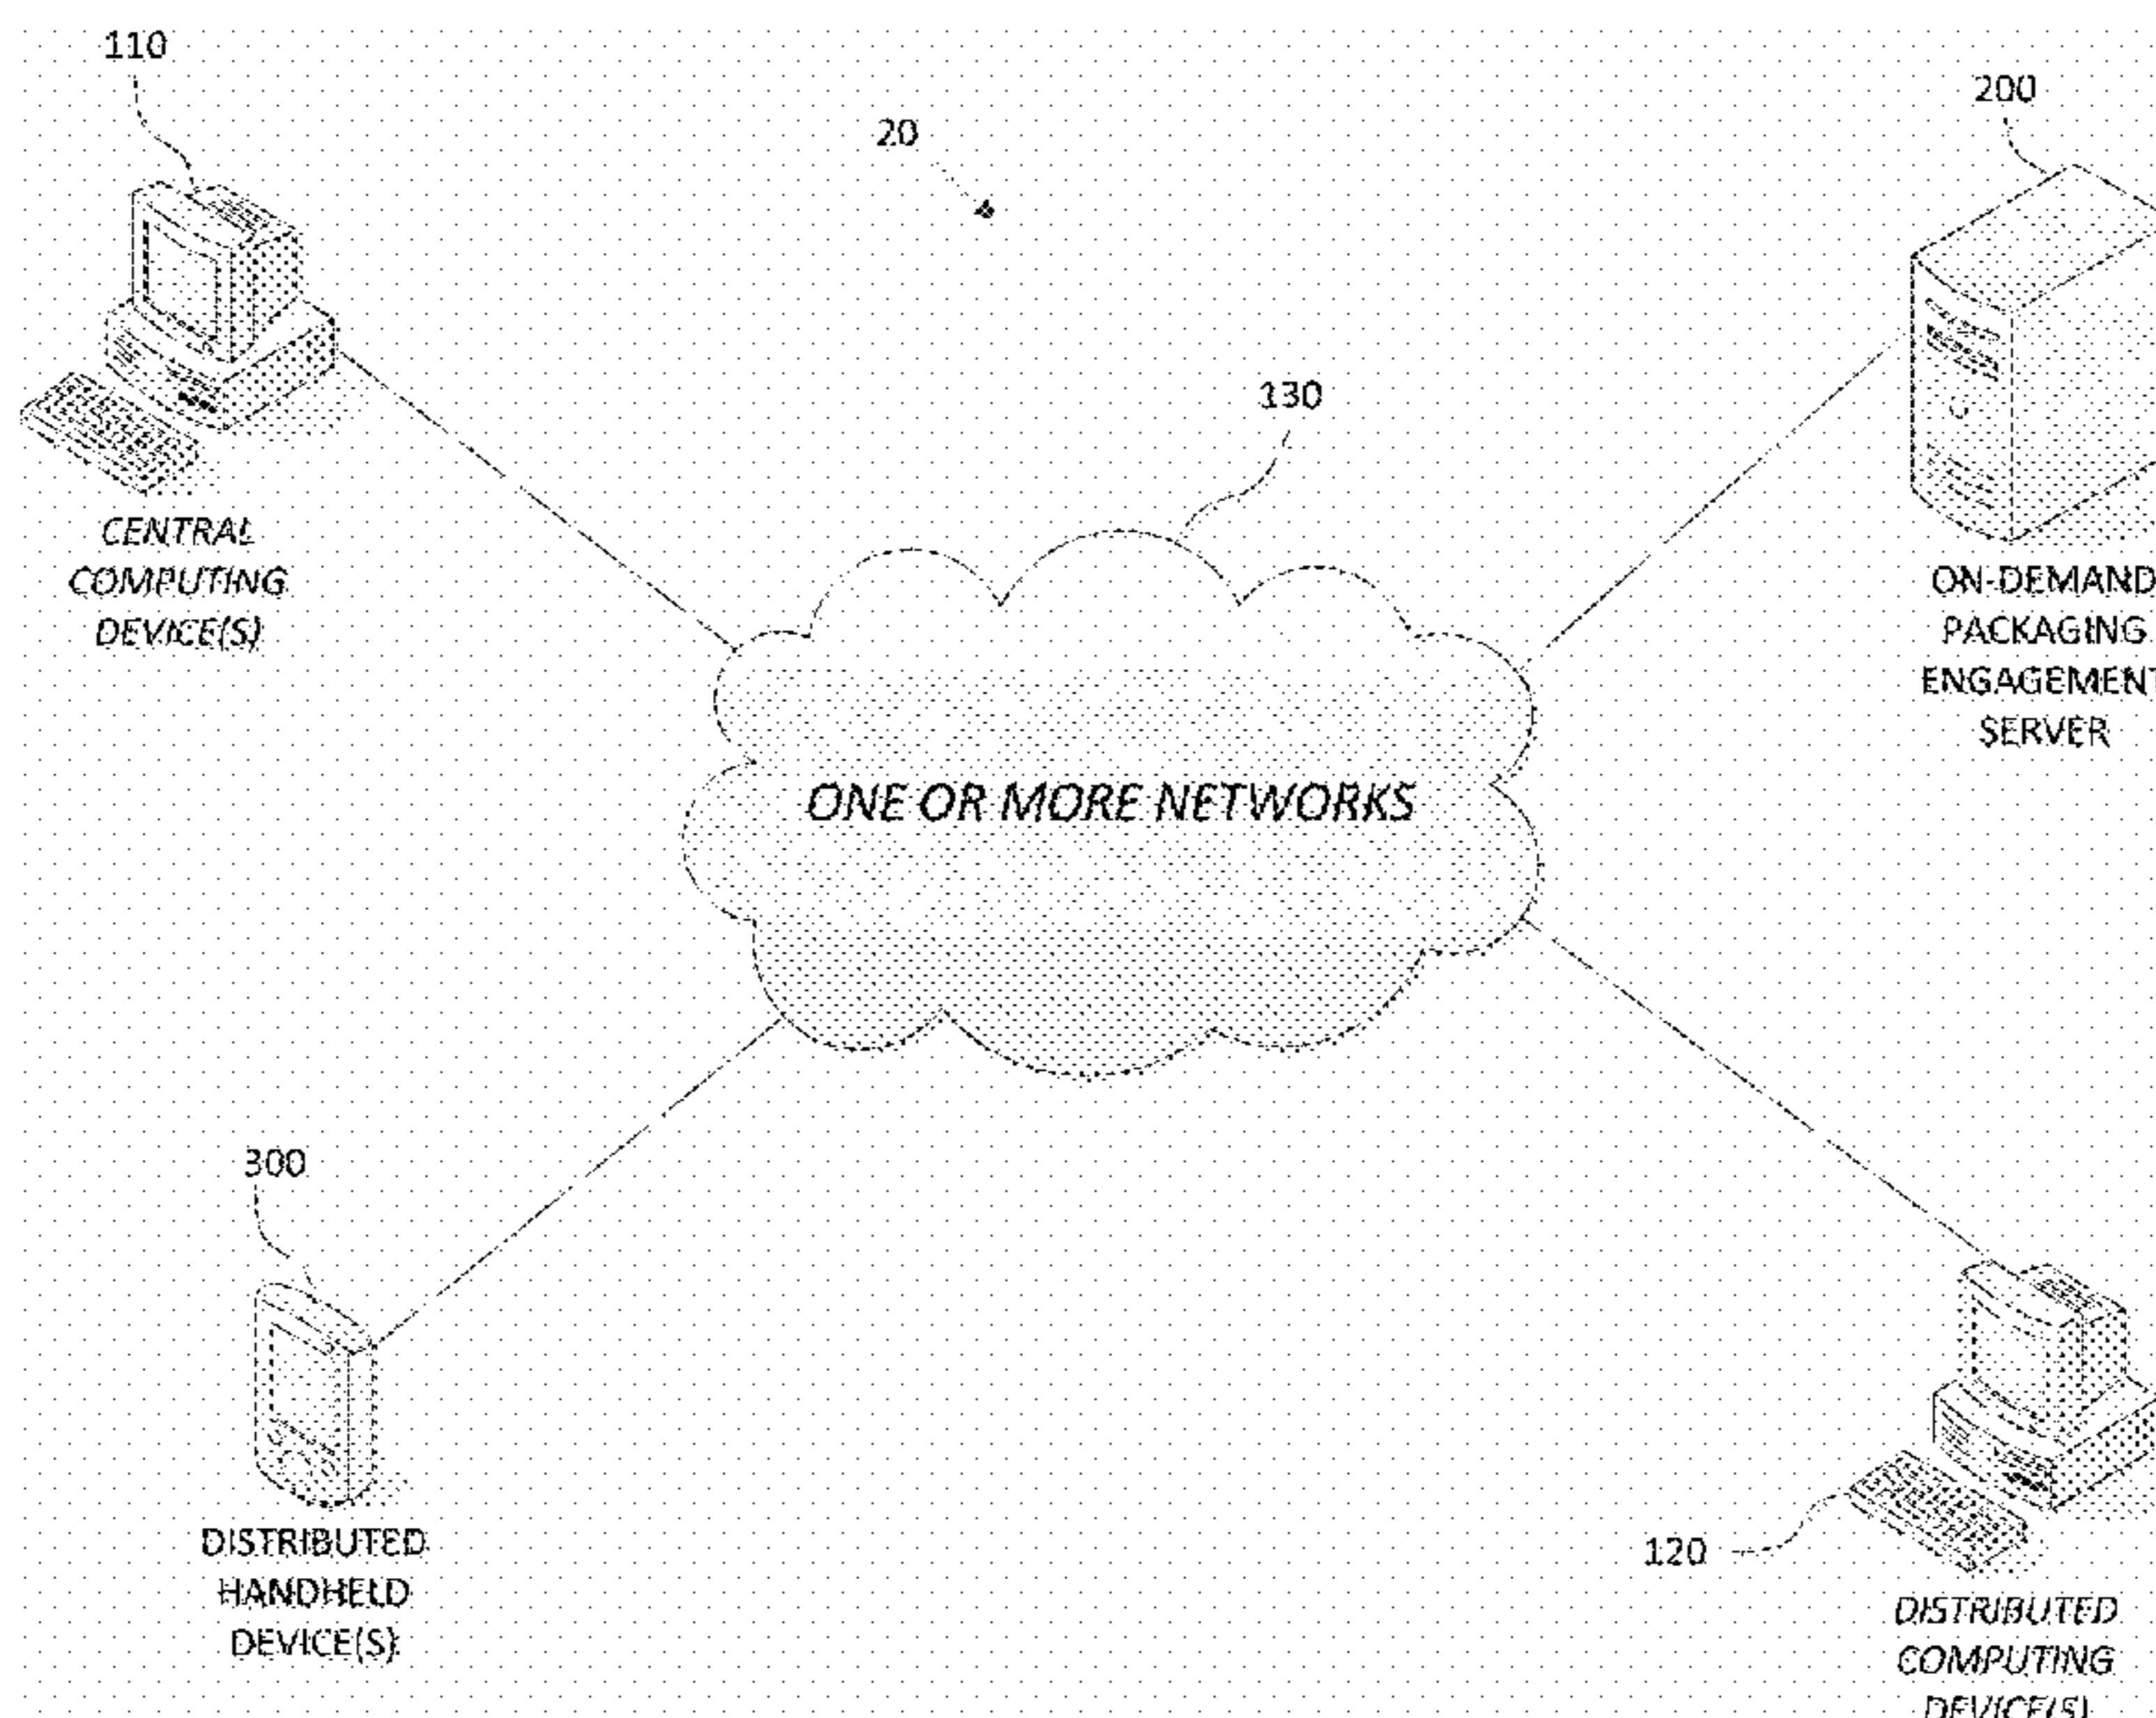 110
20
200
130
CENTRAL
COMPUTING
DEVICE(S)
ON-DEMAND
PACKAGING
ENGAGEMENT
SERVER
ONE OR MORE NETWORKS
300
DISTRIBUTED
HANDHELD
DEVICE(S)
120
DISTRIBUTED
COMPUTING
DEVICE(S)